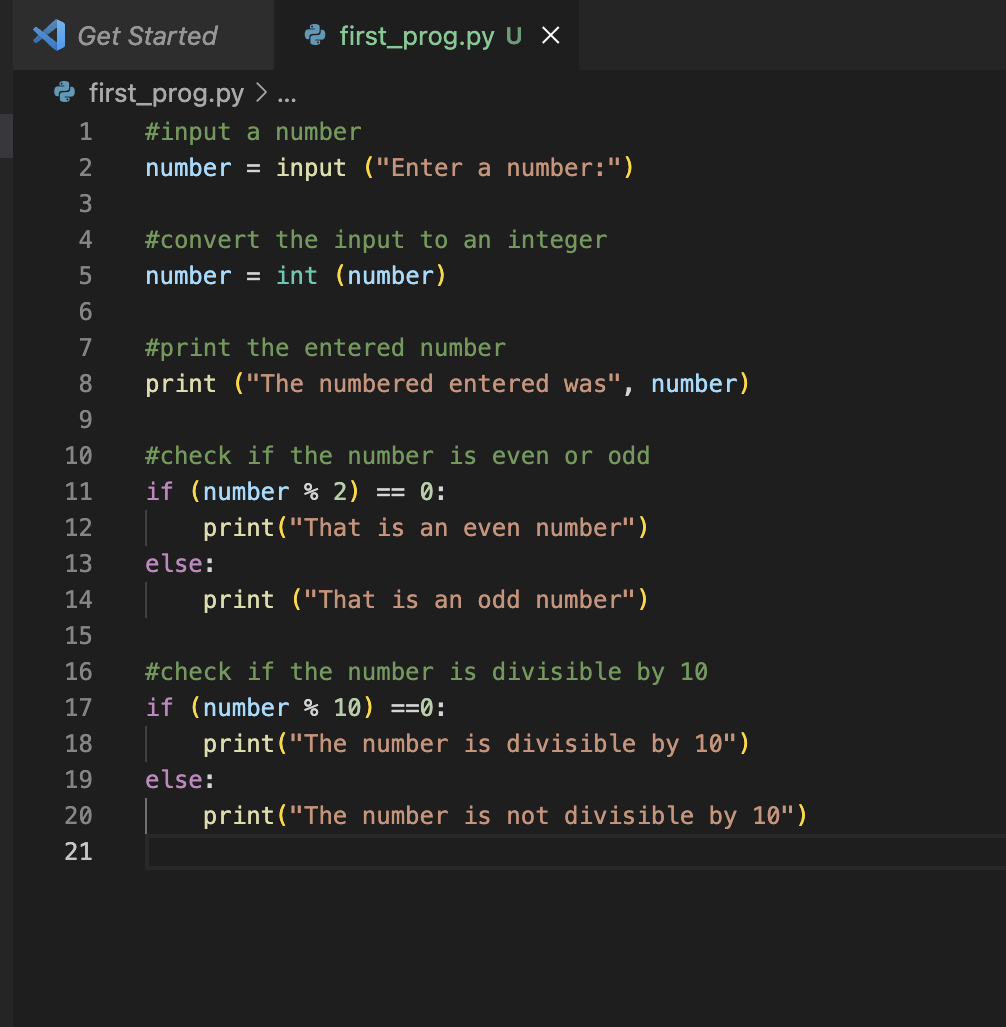 Get Started first_prog.py U
first_prog.py > ...
1 #input a number
2 number = input ("Enter a number:")
3
4 #convert the input to an integer
5 number = int (number)
6
7 #print the entered number
8 print ("The numbered entered was", number)
9
10 #check if the number is even or odd
11 if (number % 2) == 0:
12     print("That is an even number")
13 else:
14     print ("That is an odd number")
15
16 #check if the number is divisible by 10
17 if (number % 10) ==0:
18     print("The number is divisible by 10")
19 else:
20     print("The number is not divisible by 10")
21